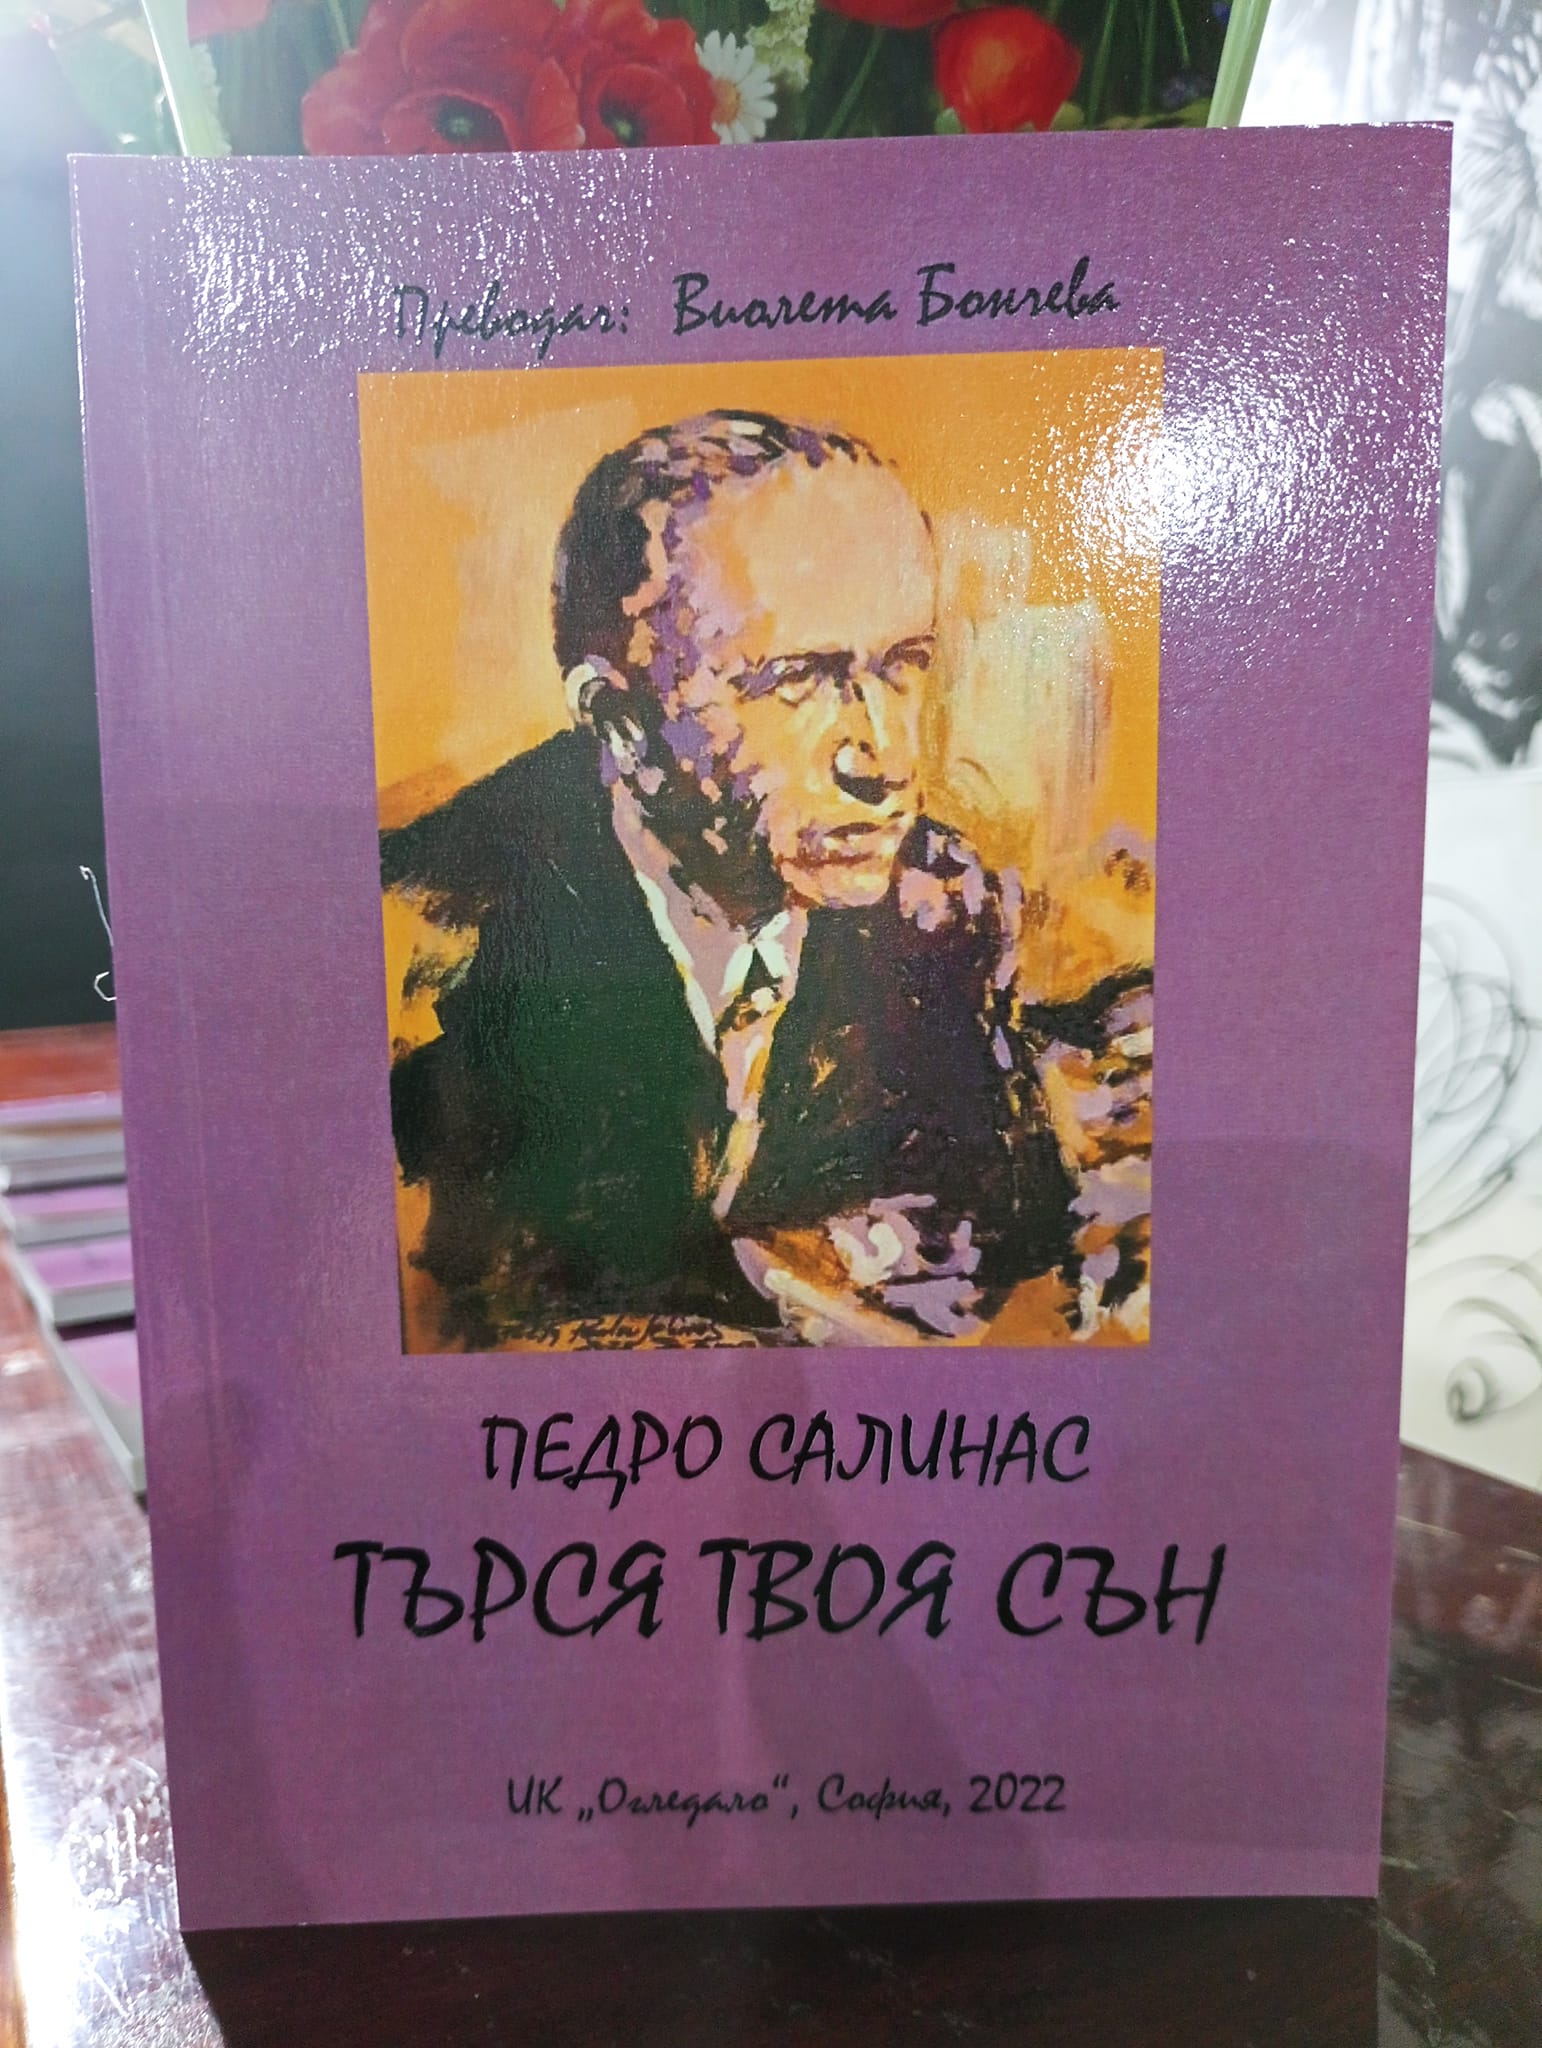 Преводач: Виолета Бончева
ПЕДРО САЛИНАС
ТЪРСЯ ТВОЯ СЪН
ИК „Огледало“, София, 2022